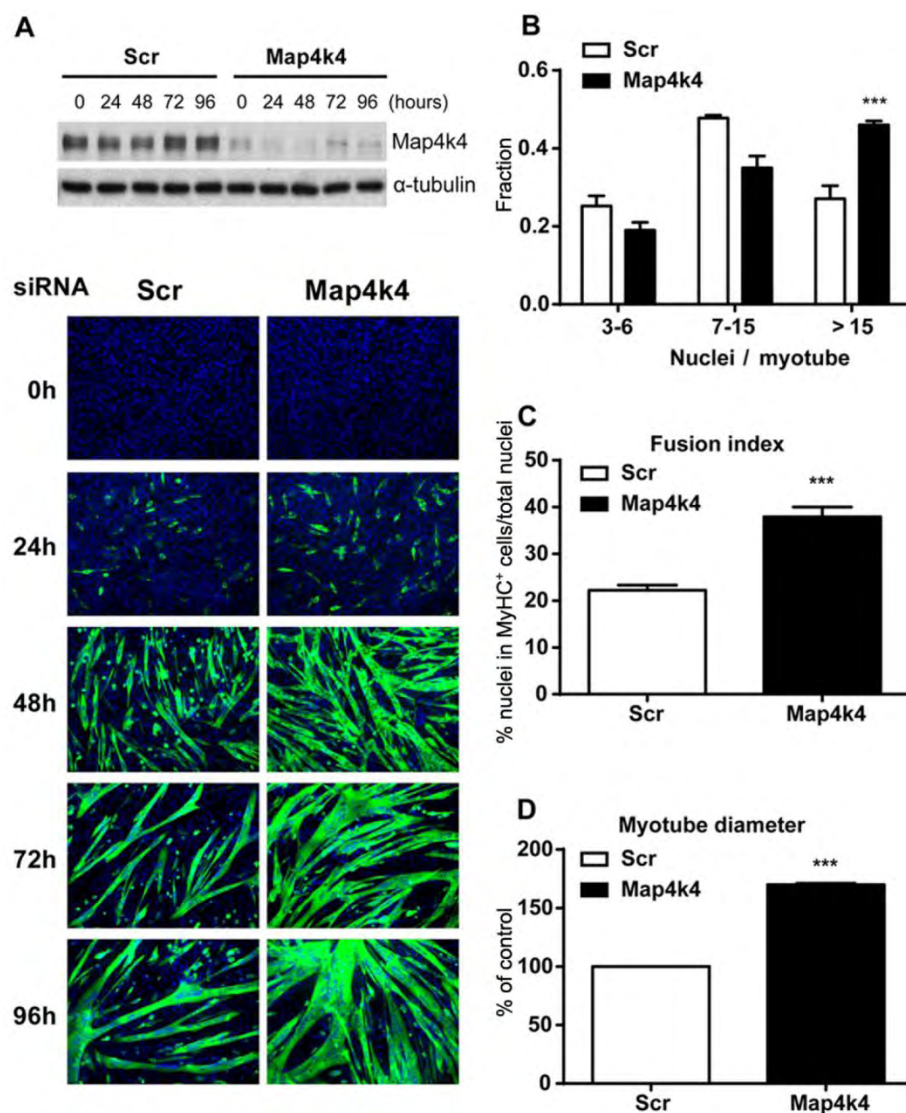 A
Scr Map4k4
0 24 48 72 96 0 24 48 72 96 (hours)
Map4k4
α-tubulin
siRNA Scr Map4k4
0h
24h
48h
72h
96h
B
Scr
Map4k4
***
Fraction
0.6
0.4
0.2
0.0
3-6 7-15 > 15
Nuclei / myotube
C
Fusion index
Scr
Map4k4
***
% nuclei in MyHC⁺ cells/total nuclei
50
40
30
20
10
0
Scr Map4k4
D
Myotube diameter
Scr
Map4k4
***
% of control
200
150
100
50
0
Scr Map4k4